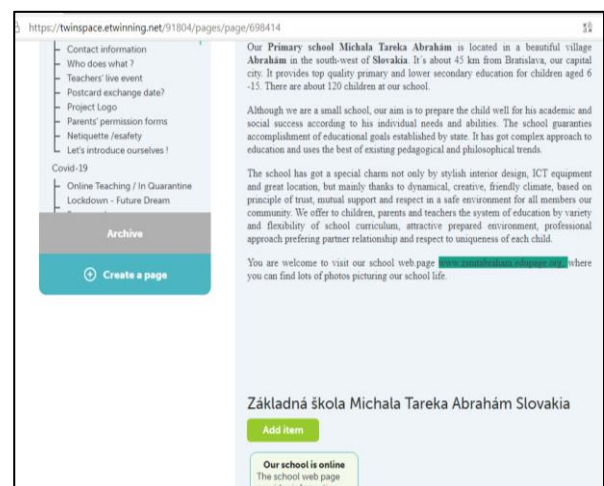 https://twinspace.etwinning.net/91804/pages/page/698414
Contact information
Who does what ?
Teachers' live event
Postcard exchange date?
Project Logo
Parents' permission forms
Netiquette /esafety
Let's introduce ourselves !
Covid-19
Online Teaching / In Quarantine
Lockdown - Future Dream
Archive
Create a page
Our Primary school Michala Tareka Abrahám is located in a beautiful village
Abrahám in the south-west of Slovakia. It´s about 45 km from Bratislava, our capital
city. It provides top quality primary and lower secondary education for children aged 6
-15. There are about 120 children at our school.
Although we are a small school, our aim is to prepare the child well for his academic and
social success according to his individual needs and abilities. The school guaranties
accomplishment of educational goals established by state. It has got complex approach to
education and uses the best of existing pedagogical and philosophical trends.
The school has got a special charm not only by stylish interior design, ICT equipment
and great location, but mainly thanks to dynamical, creative, friendly climate, based on
principle of trust, mutual support and respect in a safe environment for all members our
community. We offer to children, parents and teachers the system of education by variety
and flexibility of school curriculum, attractive prepared environment, professional
approach prefering partner relationship and respect to uniqueness of each child.
You are welcome to visit our school web.page www.zsmtabraham.edupage.org, where
you can find lots of photos picturing our school life.
Základná škola Michala Tareka Abrahám Slovakia
Add item
Our school is online
The school web page